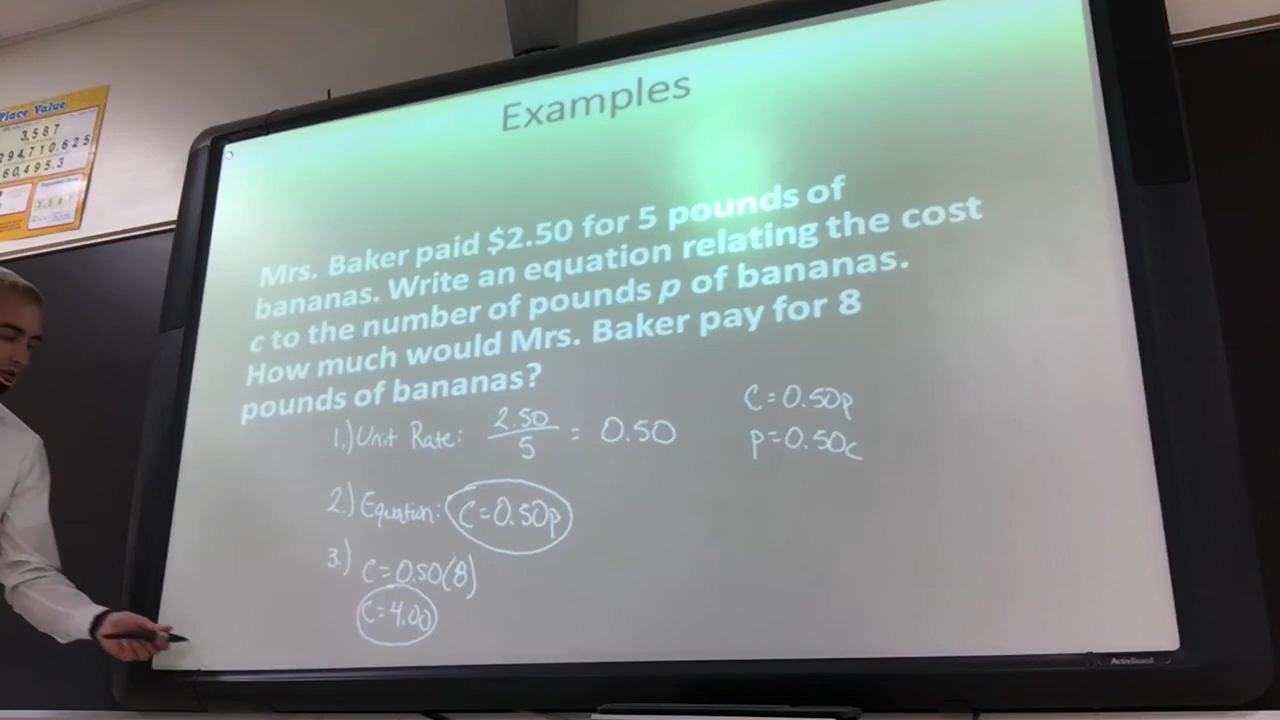 Place Value
3,587
294,710.625
60,495.3
Examples
Mrs. Baker paid $2.50 for 5 pounds of
bananas. Write an equation relating the cost
c to the number of pounds p of bananas.
How much would Mrs. Baker pay for 8
pounds of bananas?
1.) Unit Rate: 2.50/5 = 0.50
C=0.50p
p=0.50c
2.) Equation: C=0.50p
3.) C=0.50(8)
C=4.00
ActivBoard